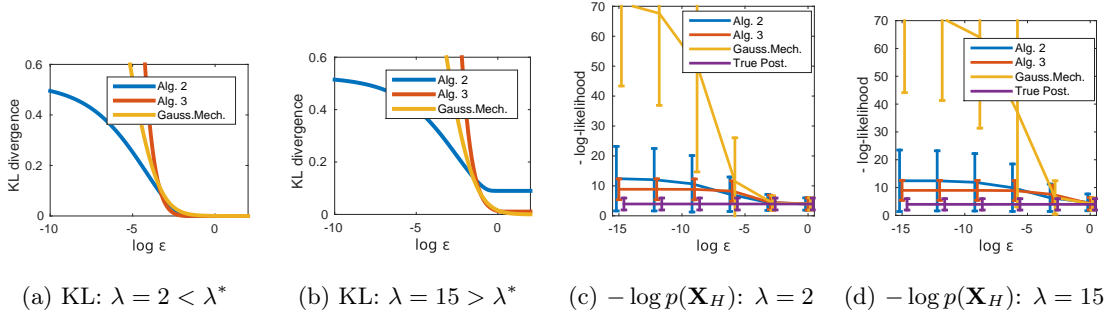 0.6
0.4
0.2
0
KL divergence
Alg. 2
Alg. 3
Gauss.Mech.
-10
-5
0
log ε
(a) KL: λ = 2 < λ*
0.6
0.4
0.2
0
KL divergence
Alg. 2
Alg. 3
Gauss.Mech.
-10
-5
0
log ε
(b) KL: λ = 15 > λ*
70
60
50
40
30
20
10
0
- log-likelihood
Alg. 2
Alg. 3
Gauss.Mech.
True Post.
-15
-10
-5
0
log ε
(c) − log p(X_H): λ = 2
70
60
50
40
30
20
10
0
- log-likelihood
Alg. 2
Alg. 3
Gauss.Mech.
True Post.
-15
-10
-5
0
log ε
(d) − log p(X_H): λ = 15